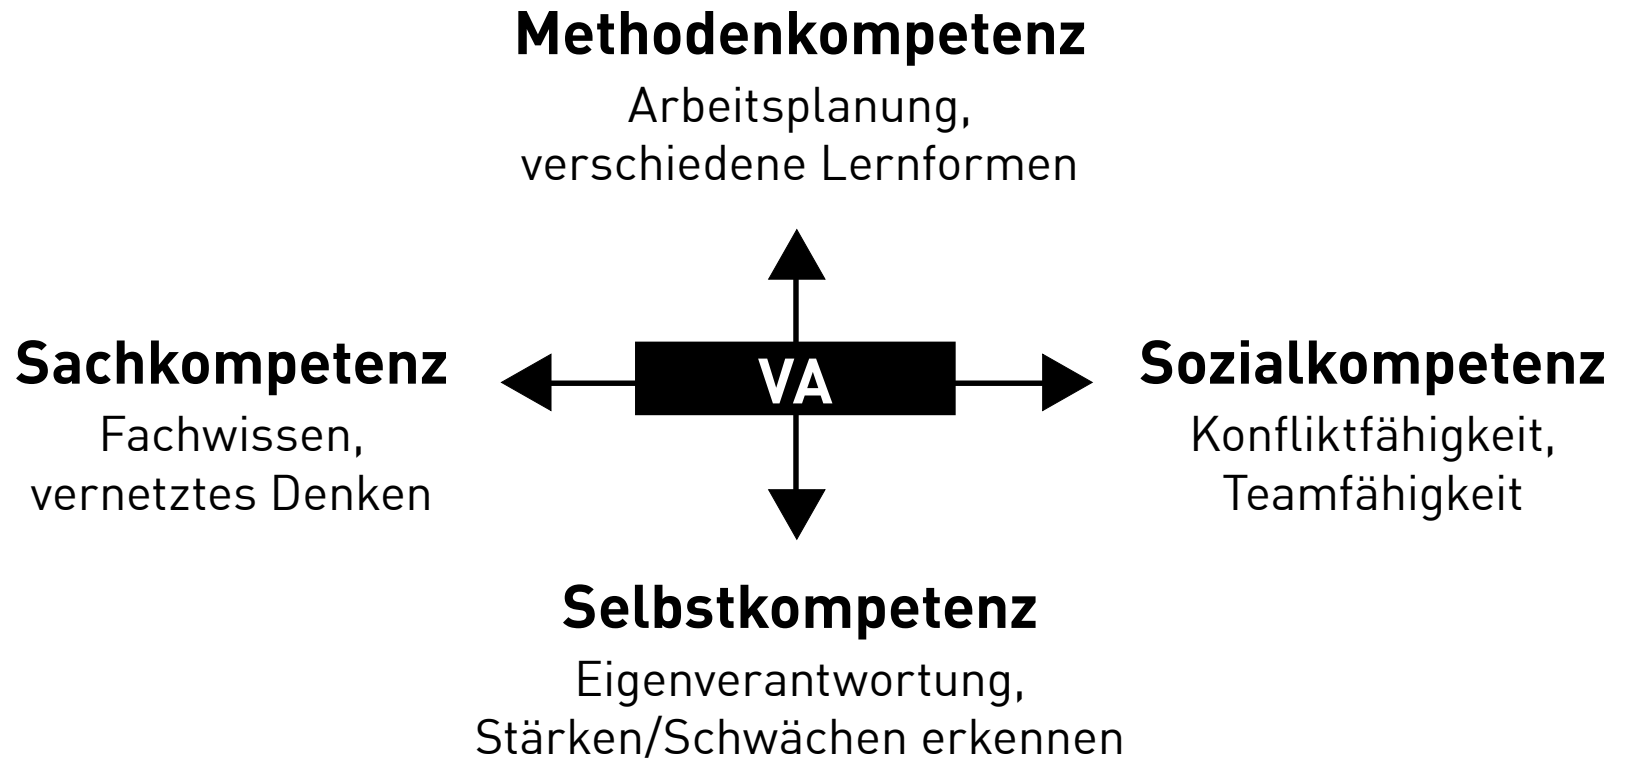 Methodenkompetenz
Arbeitsplanung,
verschiedene Lernformen
Sachkompetenz
Fachwissen,
vernetztes Denken
VA
Sozialkompetenz
Konfliktfähigkeit,
Teamfähigkeit
Selbstkompetenz
Eigenverantwortung,
Stärken/Schwächen erkennen